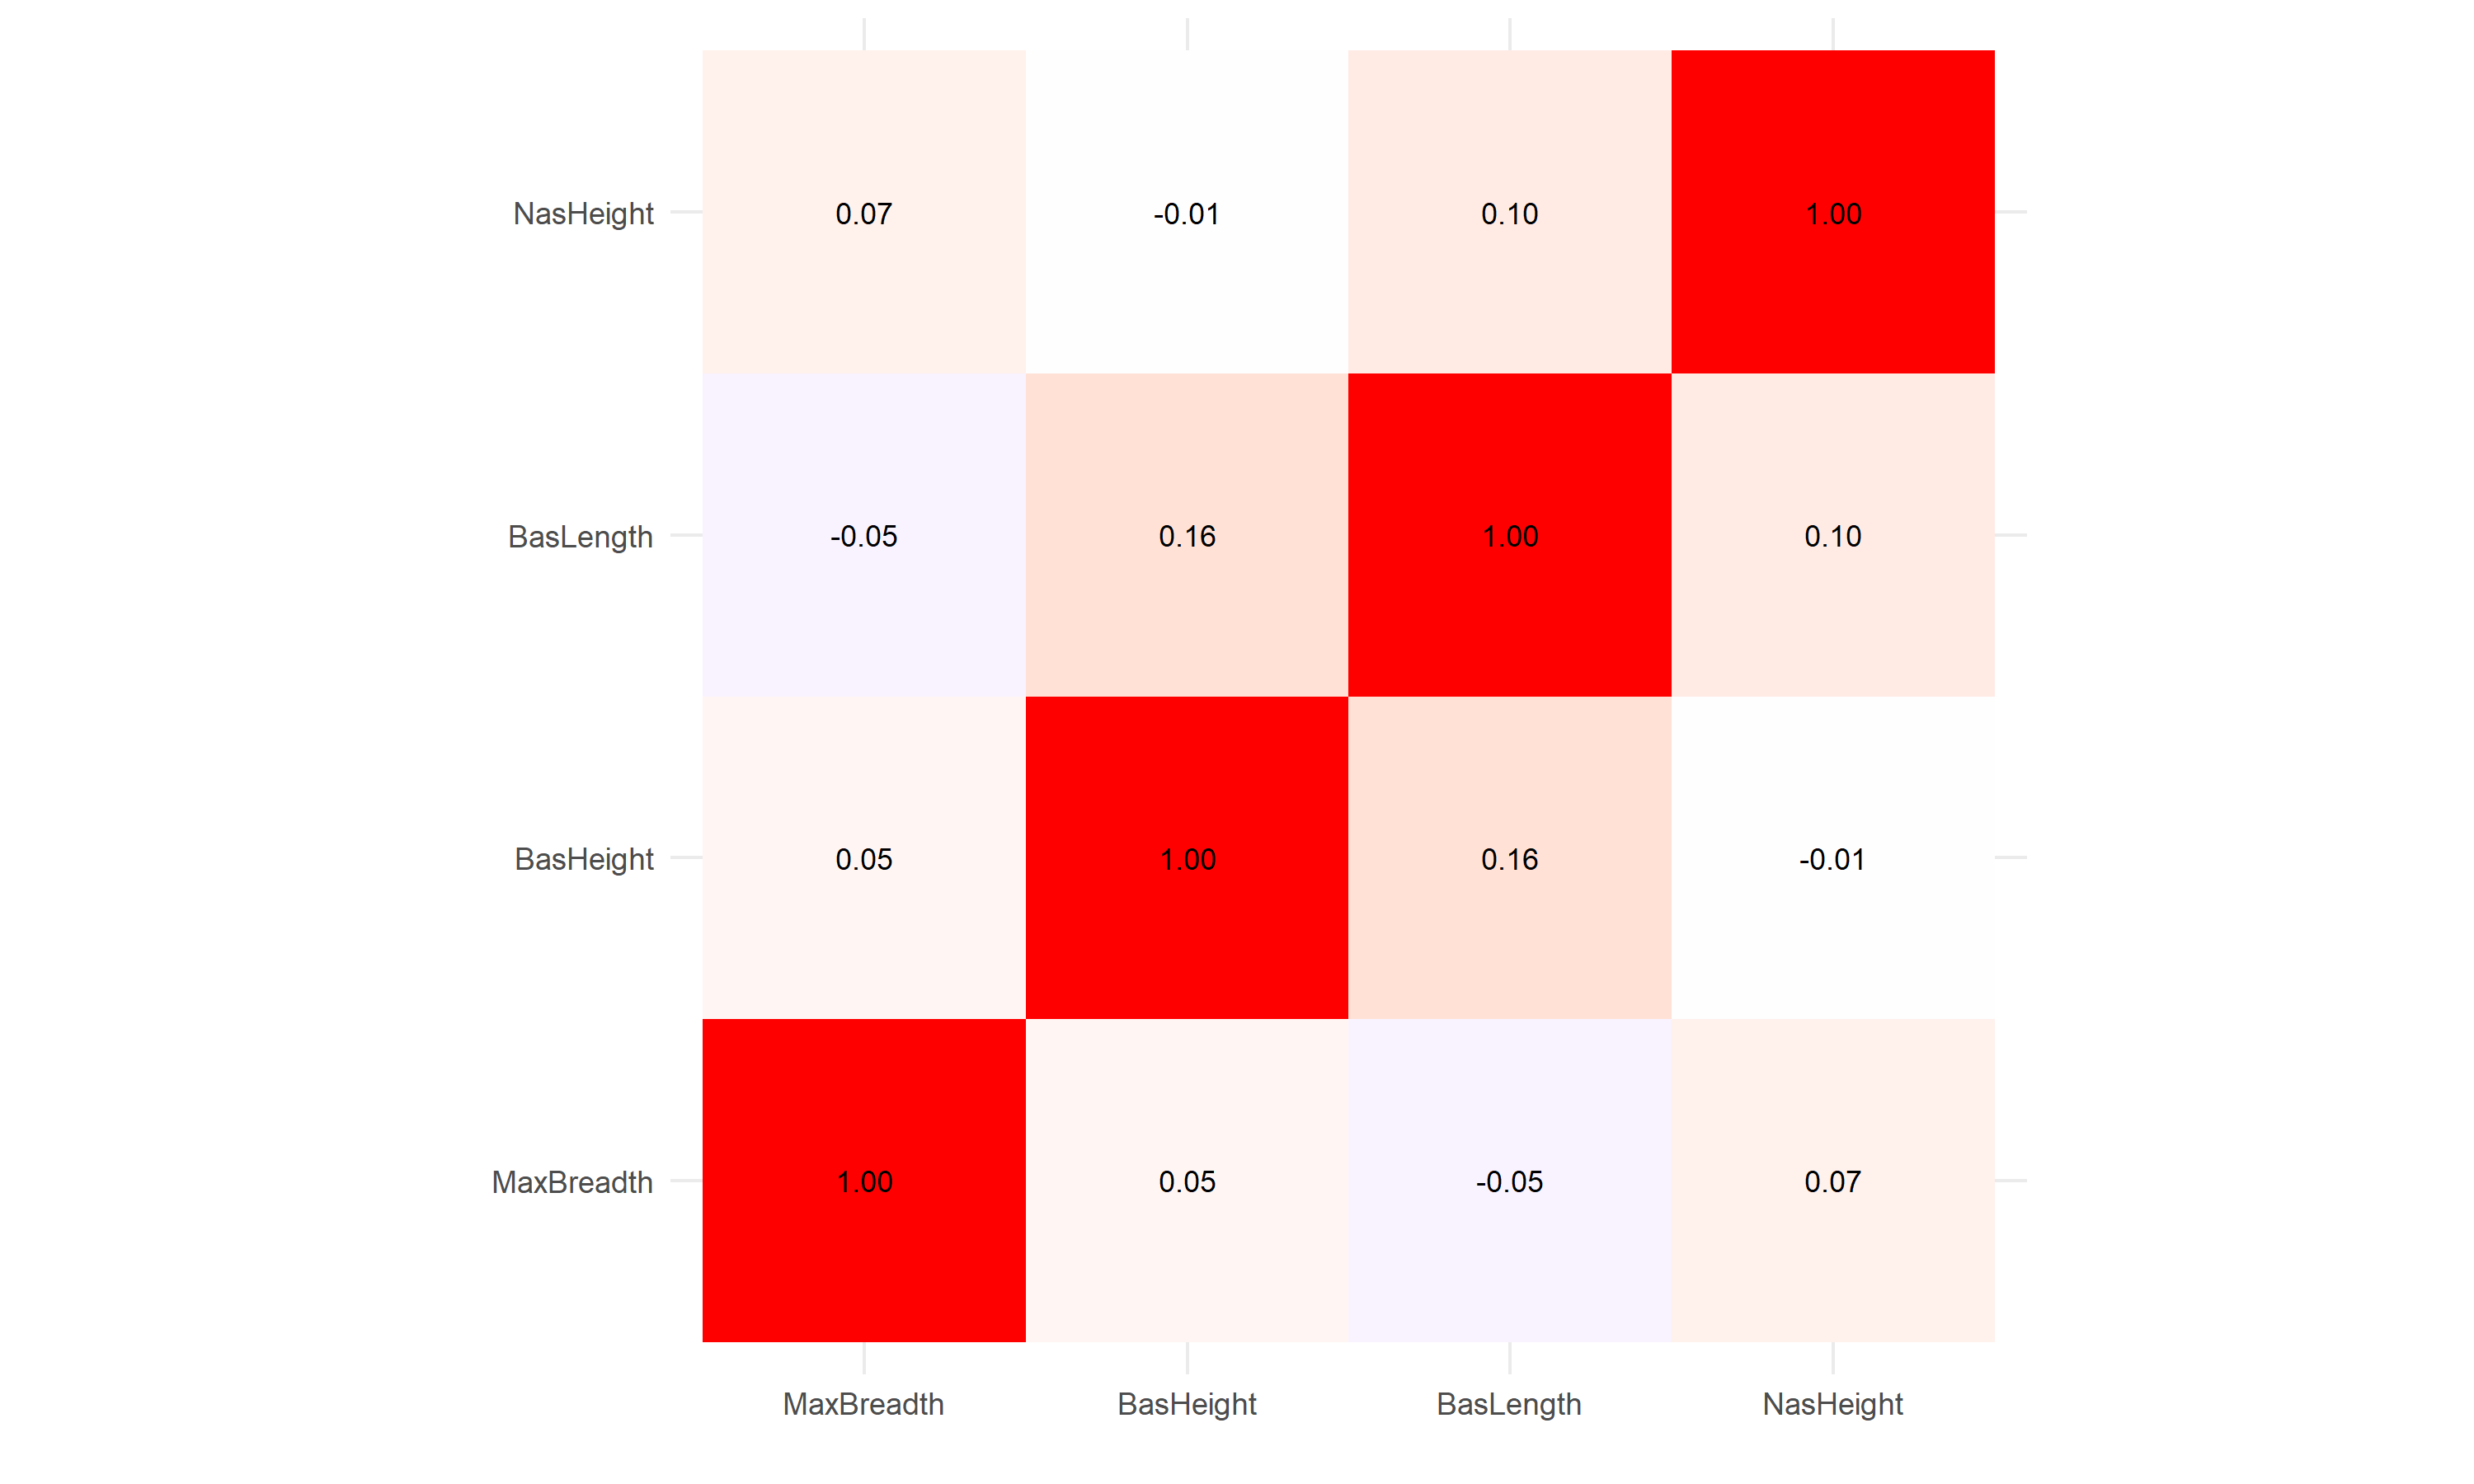 NasHeight 0.07 -0.01 0.10 1.00
BasLength -0.05 0.16 1.00 0.10
BasHeight 0.05 1.00 0.16 -0.01
MaxBreadth 1.00 0.05 -0.05 0.07
MaxBreadth BasHeight BasLength NasHeight